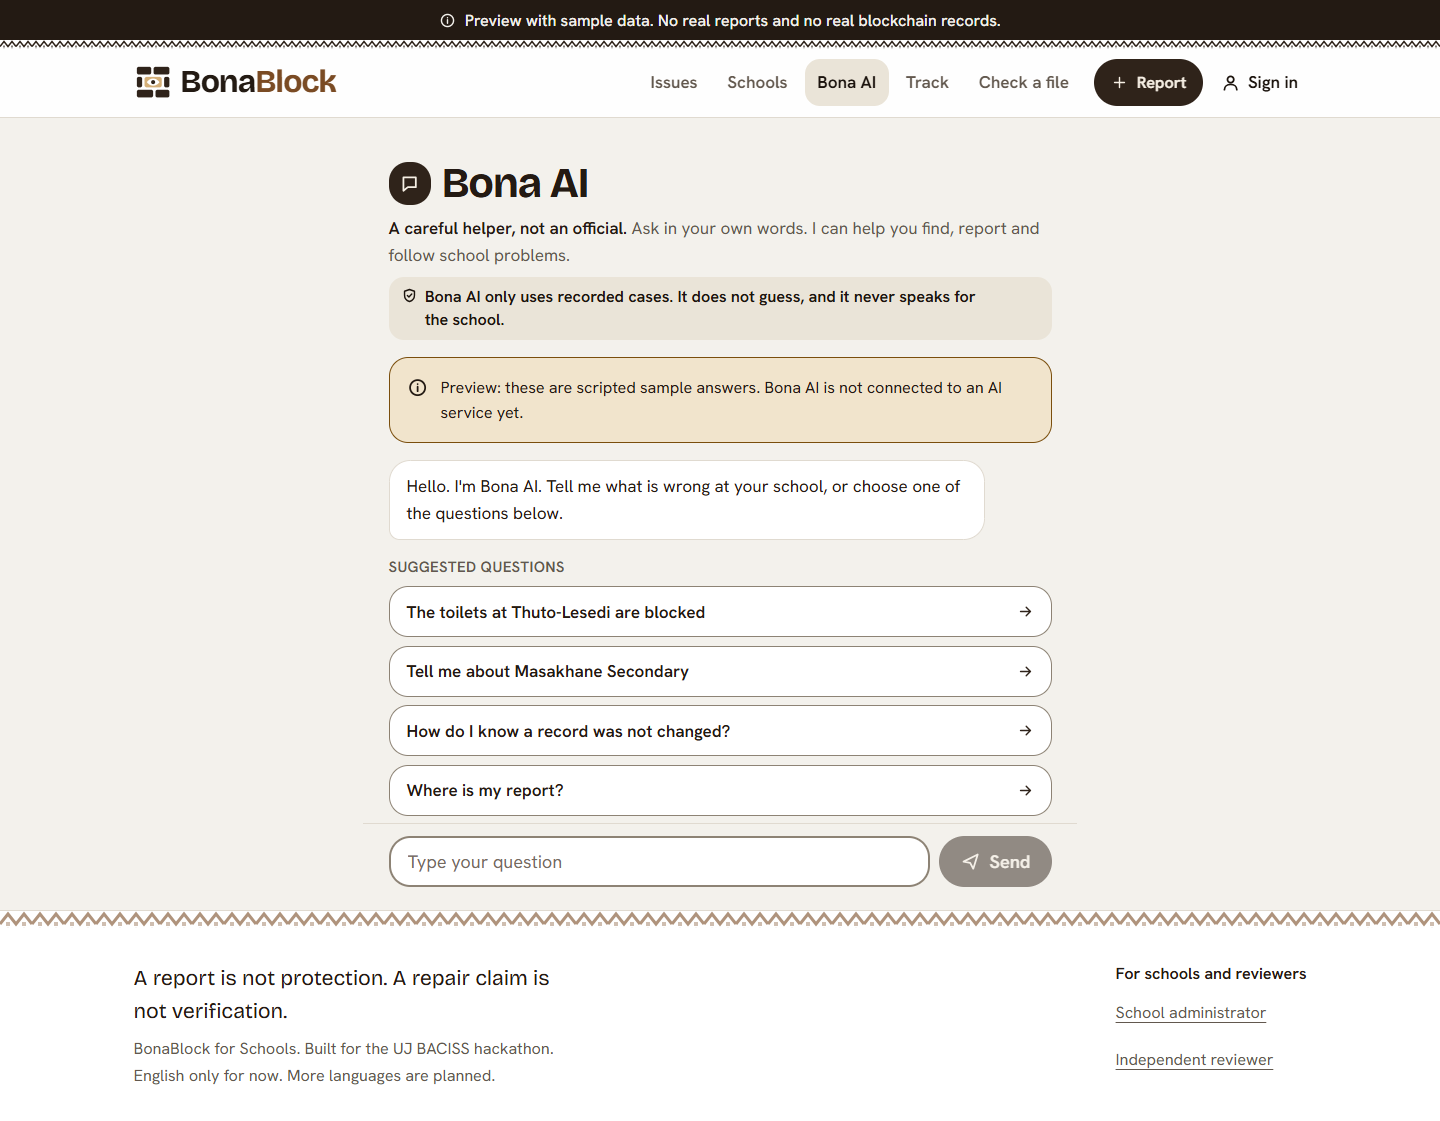 Preview with sample data. No real reports and no real blockchain records.
BonaBlock
Issues
Schools
Bona AI
Track
Check a file
Report
Sign in
Bona AI
A careful helper, not an official. Ask in your own words. I can help you find, report and
follow school problems.
Bona AI only uses recorded cases. It does not guess, and it never speaks for
the school.
Preview: these are scripted sample answers. Bona AI is not connected to an AI
service yet.
Hello. I'm Bona AI. Tell me what is wrong at your school, or choose one of
the questions below.
SUGGESTED QUESTIONS
The toilets at Thuto-Lesedi are blocked
Tell me about Masakhane Secondary
How do I know a record was not changed?
Where is my report?
Type your question
Send
A report is not protection. A repair claim is
not verification.
BonaBlock for Schools. Built for the UJ BACISS hackathon.
English only for now. More languages are planned.
For schools and reviewers
School administrator
Independent reviewer